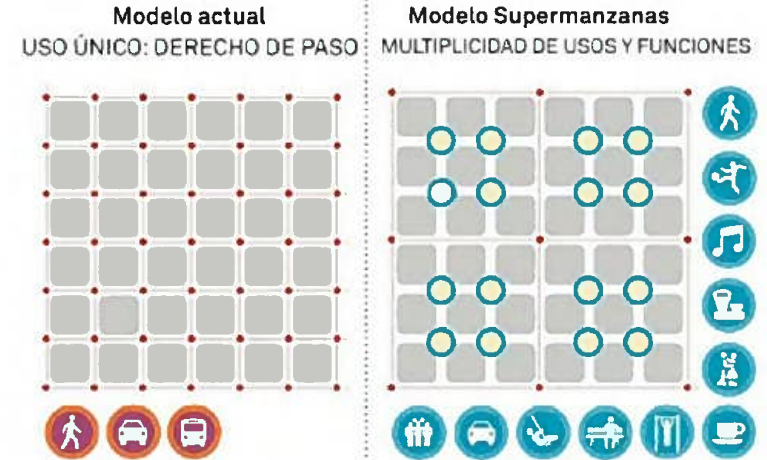 Modelo actual
USO ÚNICO: DERECHO DE PASO
Modelo Supermanzanas
MULTIPLICIDAD DE USOS Y FUNCIONES